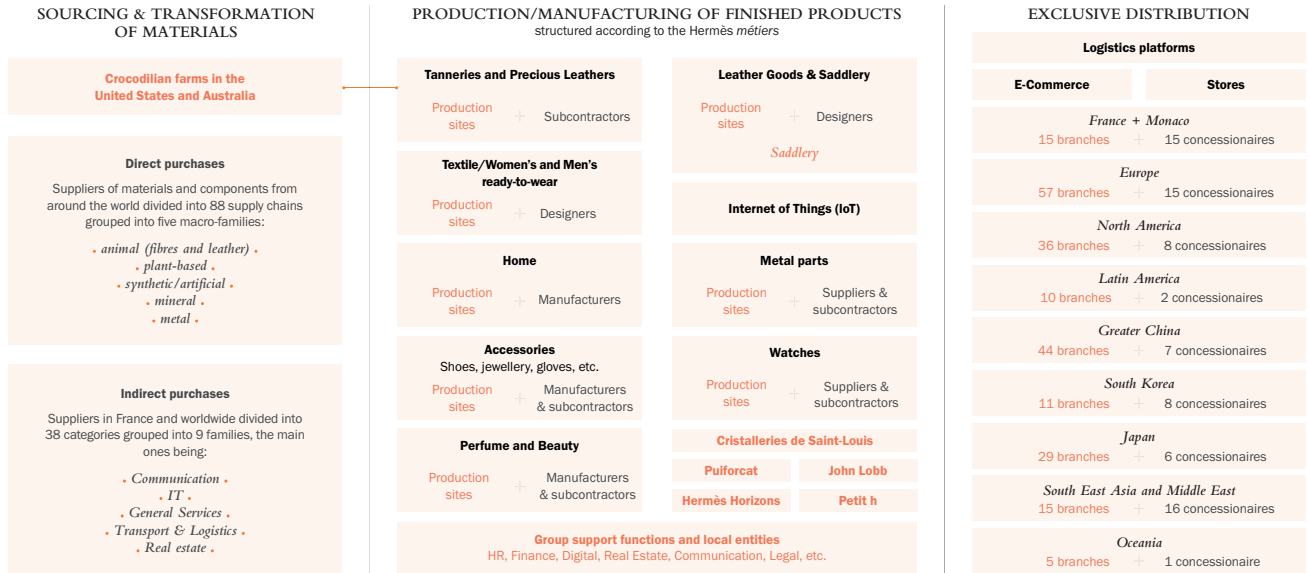 SOURCING & TRANSFORMATION
OF MATERIALS
Crocodilian farms in the
United States and Australia
Direct purchases
Suppliers of materials and components from
around the world divided into 88 supply chains
grouped into five macro-families:
• animal (fibres and leather) •
• plant-based •
• synthetic/artificial •
• mineral •
• metal •
Indirect purchases
Suppliers in France and worldwide divided into
38 categories grouped into 9 families, the main
ones being:
• Communication •
• IT •
• General Services •
• Transport & Logistics •
• Real estate •
PRODUCTION/MANUFACTURING OF FINISHED PRODUCTS
structured according to the Hermès métiers
Tanneries and Precious Leathers
Production
sites
+ Subcontractors
Textile/Women's and Men's
ready-to-wear
Production
sites
+ Designers
Home
Production
sites
+ Manufacturers
Accessories
Shoes, jewellery, gloves, etc.
Production
sites
+ Manufacturers
& subcontractors
Perfume and Beauty
Production
sites
+ Manufacturers
& subcontractors
Leather Goods & Saddlery
Production
sites
+ Designers
Saddlery
Internet of Things (IoT)
Metal parts
Production
sites
+ Suppliers &
subcontractors
Watches
Production
sites
+ Suppliers &
subcontractors
Cristalleries de Saint-Louis
Puiforcat
John Lobb
Hermès Horizons
Petit h
Group support functions and local entities
HR, Finance, Digital, Real Estate, Communication, Legal, etc.
EXCLUSIVE DISTRIBUTION
Logistics platforms
E-Commerce
Stores
France + Monaco
15 branches + 15 concessionaires
Europe
57 branches + 15 concessionaires
North America
36 branches + 8 concessionaires
Latin America
10 branches + 2 concessionaires
Greater China
44 branches + 7 concessionaires
South Korea
11 branches + 8 concessionaires
Japan
29 branches + 6 concessionaires
South East Asia and Middle East
15 branches + 16 concessionaires
Oceania
5 branches + 1 concessionaire